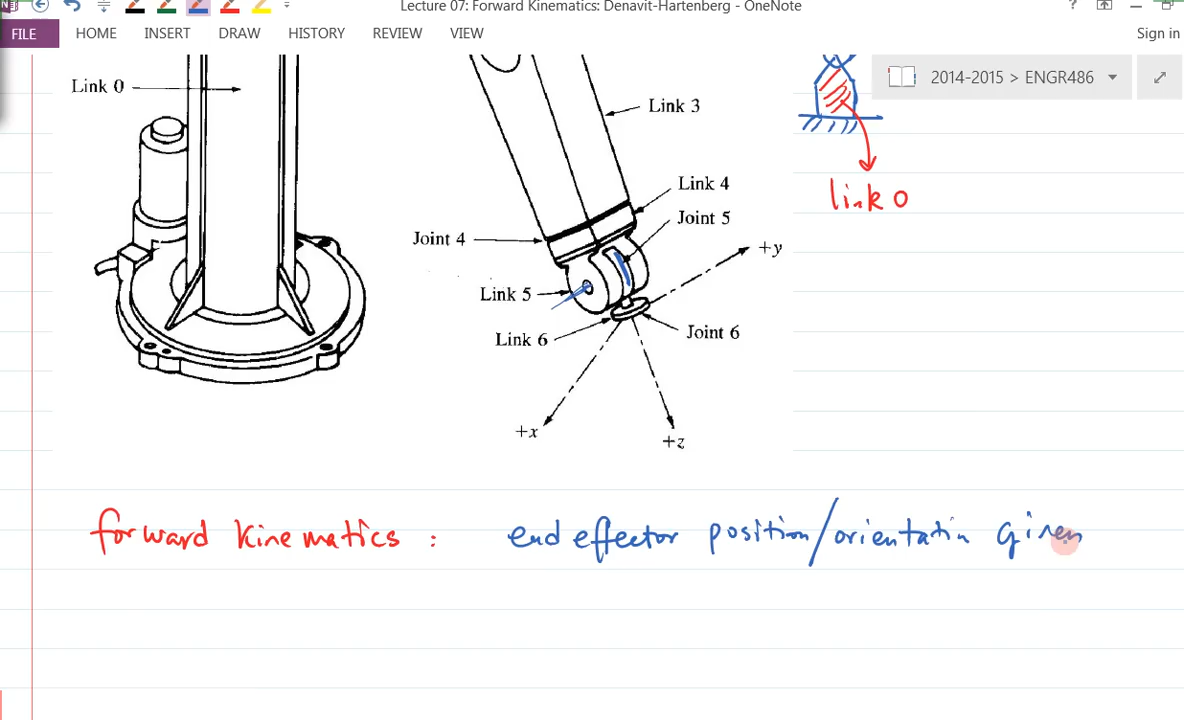 Lecture 07: Forward Kinematics: Denavit-Hartenberg - OneNote
?
FILE HOME INSERT DRAW HISTORY REVIEW VIEW Sign in
2014-2015 > ENGR486
Link 0
Link 3
Link 4
Joint 5
Joint 4
+y
Link 5
Joint 6
Link 6
+x
+z
link 0
forward kinematics : end effector position/orientatin given